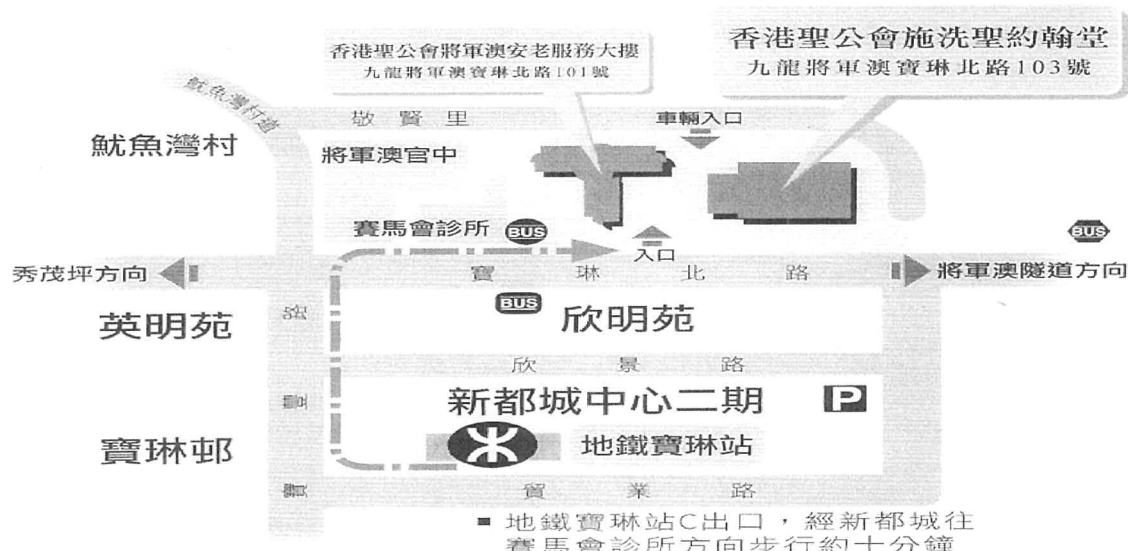 香港聖公會將軍澳安老服務大樓
九龍將軍澳寶琳北路101號
香港聖公會施洗聖約翰堂
九龍將軍澳寶琳北路103號
魷魚灣村道
敬賢里
車輛入口
魷魚灣村
將軍澳官中
賽馬會診所
BUS
BUS
入口
秀茂坪方向
寶琳北路
將軍澳隧道方向
BUS
英明苑
欣明苑
欣景路
新都城中心二期
P
寶豐路
寶琳邨
地鐵寶琳站
貿業路
地鐵寶琳站C出口，經新都城往
賽馬會診所方向步行約十分鐘